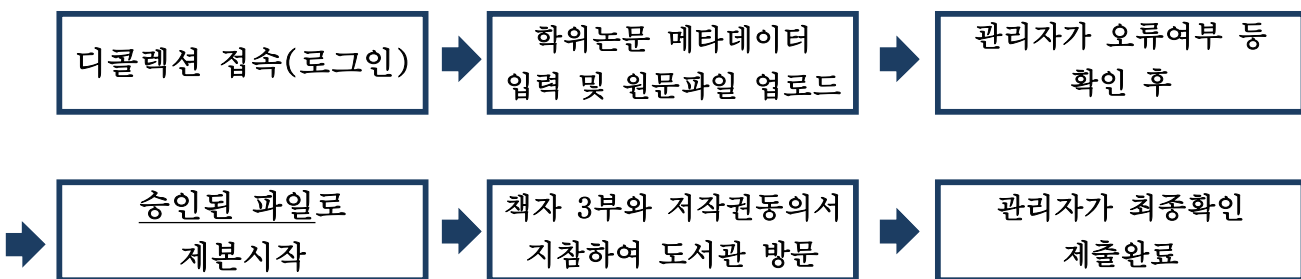 디콜렉션 접속(로그인)
학위논문 메타데이터
입력 및 원문파일 업로드
관리자가 오류여부 등
확인 후
승인된 파일로
제본시작
책자 3부와 저작권동의서
지참하여 도서관 방문
관리자가 최종확인
제출완료